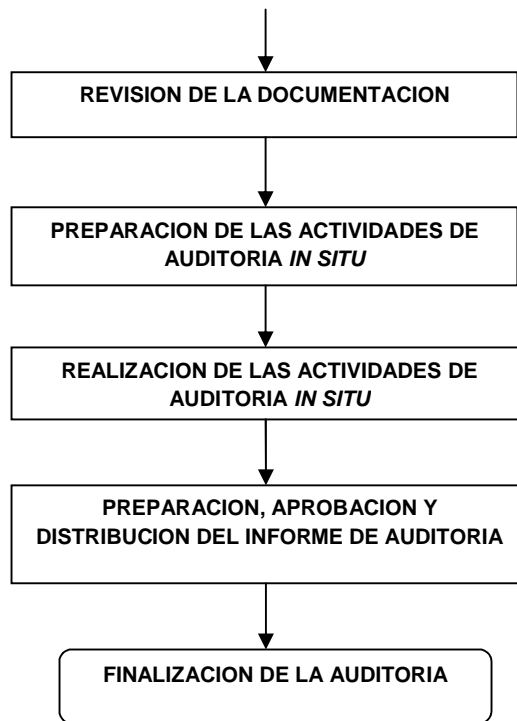 REVISION DE LA DOCUMENTACION
PREPARACION DE LAS ACTIVIDADES DE
AUDITORIA IN SITU
REALIZACION DE LAS ACTIVIDADES DE
AUDITORIA IN SITU
PREPARACION, APROBACION Y
DISTRIBUCION DEL INFORME DE AUDITORIA
FINALIZACION DE LA AUDITORIA